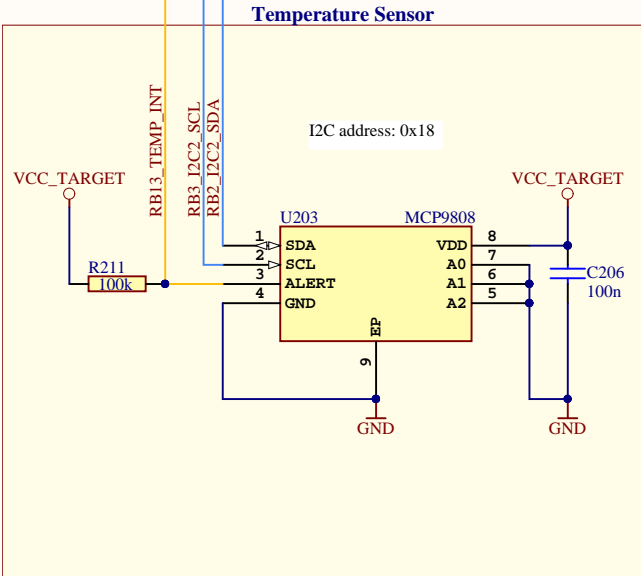 Temperature Sensor
RB13_TEMP_INT
RB3_I2C2_SCL
RB2_I2C2_SDA
I2C address: 0x18
VCC_TARGET
VCC_TARGET
U203
MCP9808
1
SDA
VDD
8
2
SCL
A0
7
R211
100k
3
ALERT
A1
6
C206
100n
4
GND
A2
5
EP
9
GND
GND